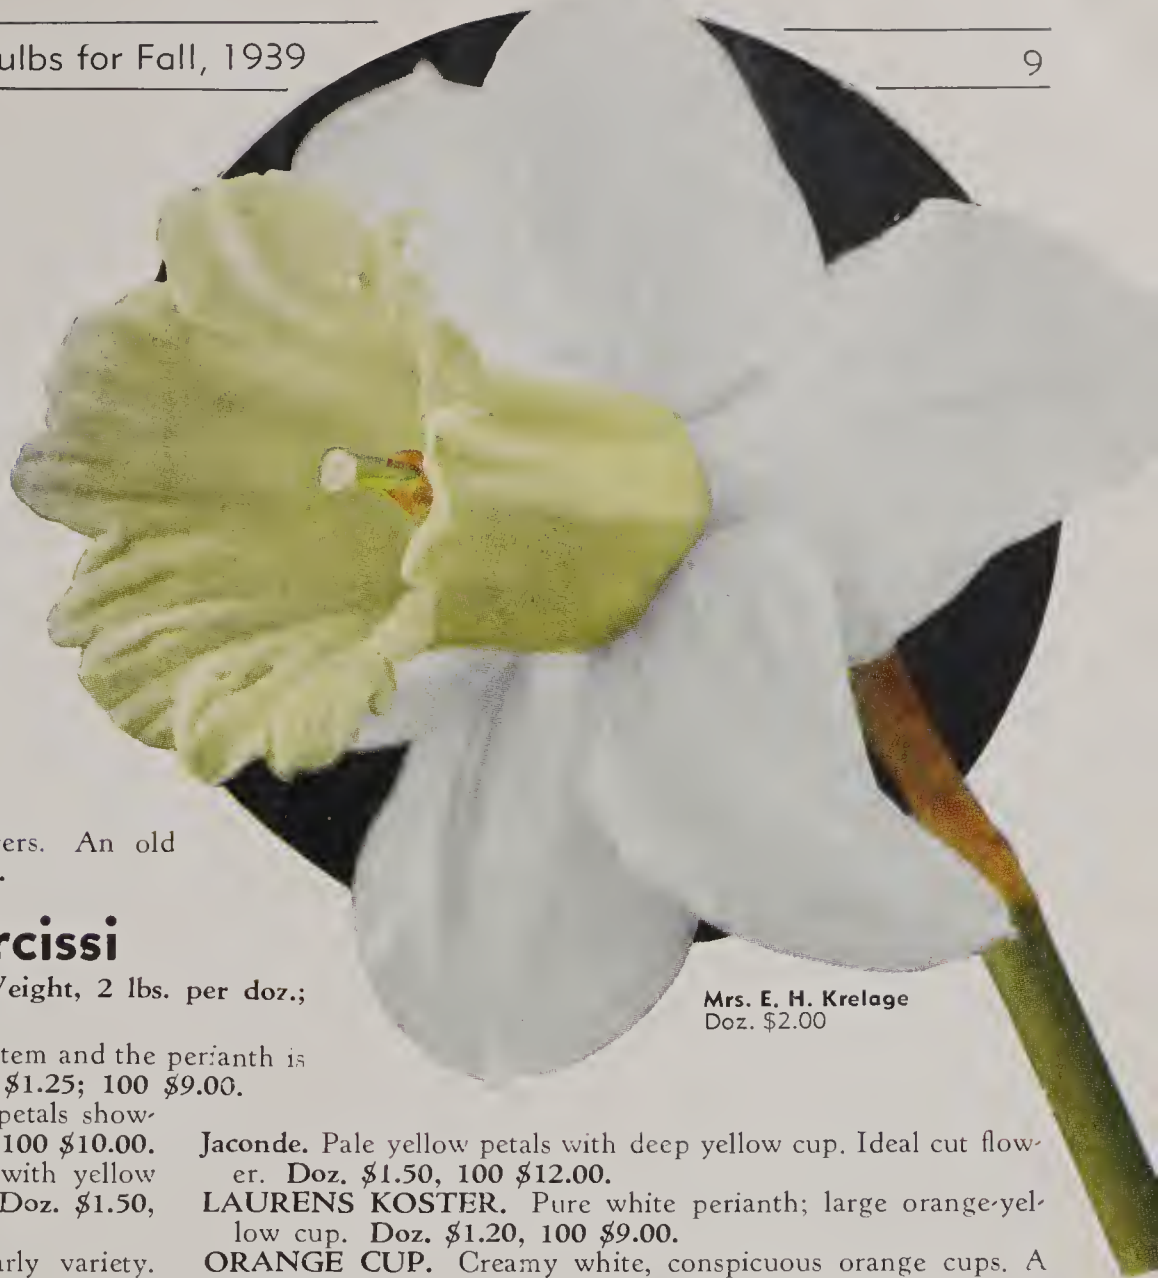 ulbs for Fall, 1939
9
ers. An old
.
rcissi
eight, 2 lbs. per doz.;
tem and the perianth is
$1.25; 100 $9.00.
petals show-
100 $10.00.
with yellow
Doz. $1.50,
rly variety.
Mrs. E. H. Krelage
Doz. $2.00
Jaconde. Pale yellow petals with deep yellow cup. Ideal cut flow-
er. Doz. $1.50, 100 $12.00.
LAURENS KOSTER. Pure white perianth; large orange-yel-
low cup. Doz. $1.20, 100 $9.00.
ORANGE CUP. Creamy white, conspicuous orange cups. A